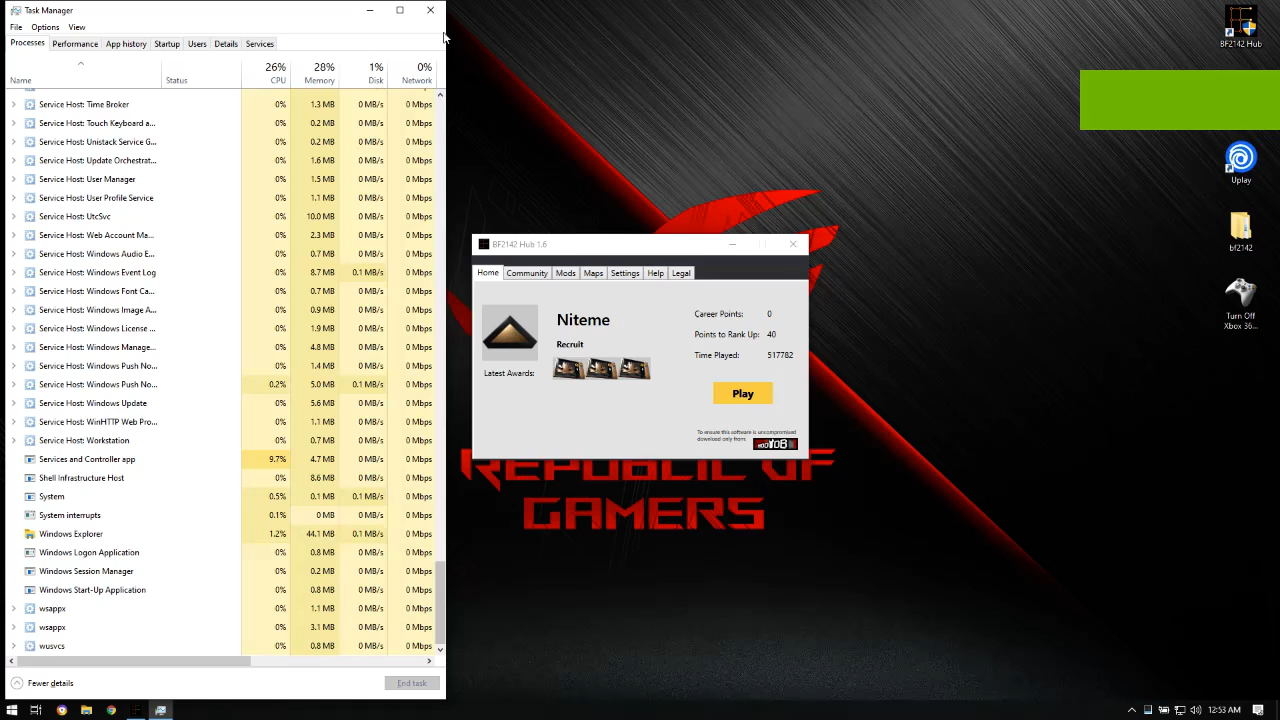 Task Manager
File Options View
Processes Performance App history Startup Users Details Services
26% 28% 1% 0%
Name Status CPU Memory Disk Network
Service Host: Time Broker 0% 1.3 MB 0 MB/s 0 Mbps
Service Host: Touch Keyboard a... 0% 0.2 MB 0 MB/s 0 Mbps
Service Host: Unistack Service G... 0% 0.2 MB 0 MB/s 0 Mbps
Service Host: Update Orchestrat... 0% 1.6 MB 0 MB/s 0 Mbps
Service Host: User Manager 0% 1.5 MB 0 MB/s 0 Mbps
Service Host: User Profile Service 0% 1.1 MB 0 MB/s 0 Mbps
Service Host: UtcSvc 0% 10.0 MB 0 MB/s 0 Mbps
Service Host: Web Account Ma... 0% 2.3 MB 0 MB/s 0 Mbps
Service Host: Windows Audio E... 0% 0.7 MB 0 MB/s 0 Mbps
Service Host: Windows Event Log 0% 8.7 MB 0.1 MB/s 0 Mbps
Service Host: Windows Font Ca... 0% 0.7 MB 0 MB/s 0 Mbps
Service Host: Windows Image A... 0% 0.9 MB 0 MB/s 0 Mbps
Service Host: Windows License ... 0% 1.9 MB 0 MB/s 0 Mbps
Service Host: Windows Manage... 0% 4.8 MB 0 MB/s 0 Mbps
Service Host: Windows Push No... 0% 1.4 MB 0 MB/s 0 Mbps
Service Host: Windows Push No... 0.2% 5.0 MB 0.1 MB/s 0 Mbps
Service Host: Windows Update 0% 5.6 MB 0 MB/s 0 Mbps
Service Host: WinHTTP Web Pro... 0% 1.1 MB 0 MB/s 0 Mbps
Service Host: Workstation 0% 0.7 MB 0 MB/s 0 Mbps
Services and Controller app 9.7% 4.7 MB 0 MB/s 0 Mbps
Shell Infrastructure Host 0% 8.6 MB 0 MB/s 0 Mbps
System 0.5% 0.1 MB 0.1 MB/s 0 Mbps
System interrupts 0.1% 0 MB 0 MB/s 0 Mbps
Windows Explorer 1.2% 44.1 MB 0.1 MB/s 0 Mbps
Windows Logon Application 0% 0.8 MB 0 MB/s 0 Mbps
Windows Session Manager 0% 0.2 MB 0 MB/s 0 Mbps
Windows Start-Up Application 0% 0.8 MB 0 MB/s 0 Mbps
wsappx 0% 1.1 MB 0 MB/s 0 Mbps
wsappx 0% 3.1 MB 0 MB/s 0 Mbps
wusvcs 0% 0.8 MB 0 MB/s 0 Mbps
Fewer details End task
BF2142 Hub 1.6
Home Community Mods Maps Settings Help Legal
Niteme
Recruit
Latest Awards:
Career Points: 0
Points to Rank Up: 40
Time Played: 517782
Play
To ensure this software is uncompromised
download only from:
REPUBLIC OF
GAMERS
BF2142 Hub
Uplay
bf2142
Turn Off
Xbox 36...
12:53 AM